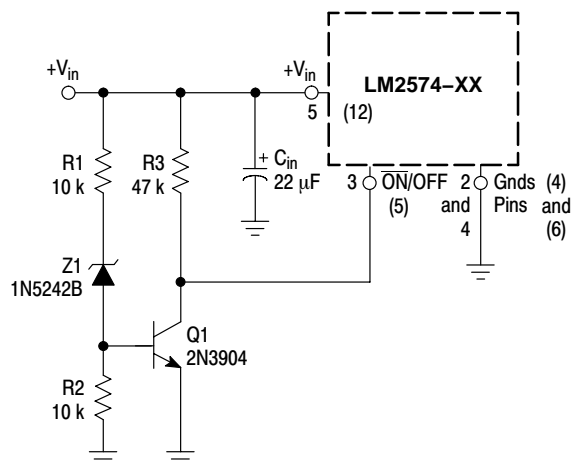 +Vin
+Vin
LM2574–XX
5
(12)
R1
10 k
R3
47 k
+
Cin
22 µF
3
ON/OFF
(5)
2
and
4
Gnds
Pins
(4)
and
(6)
Z1
1N5242B
Q1
2N3904
R2
10 k